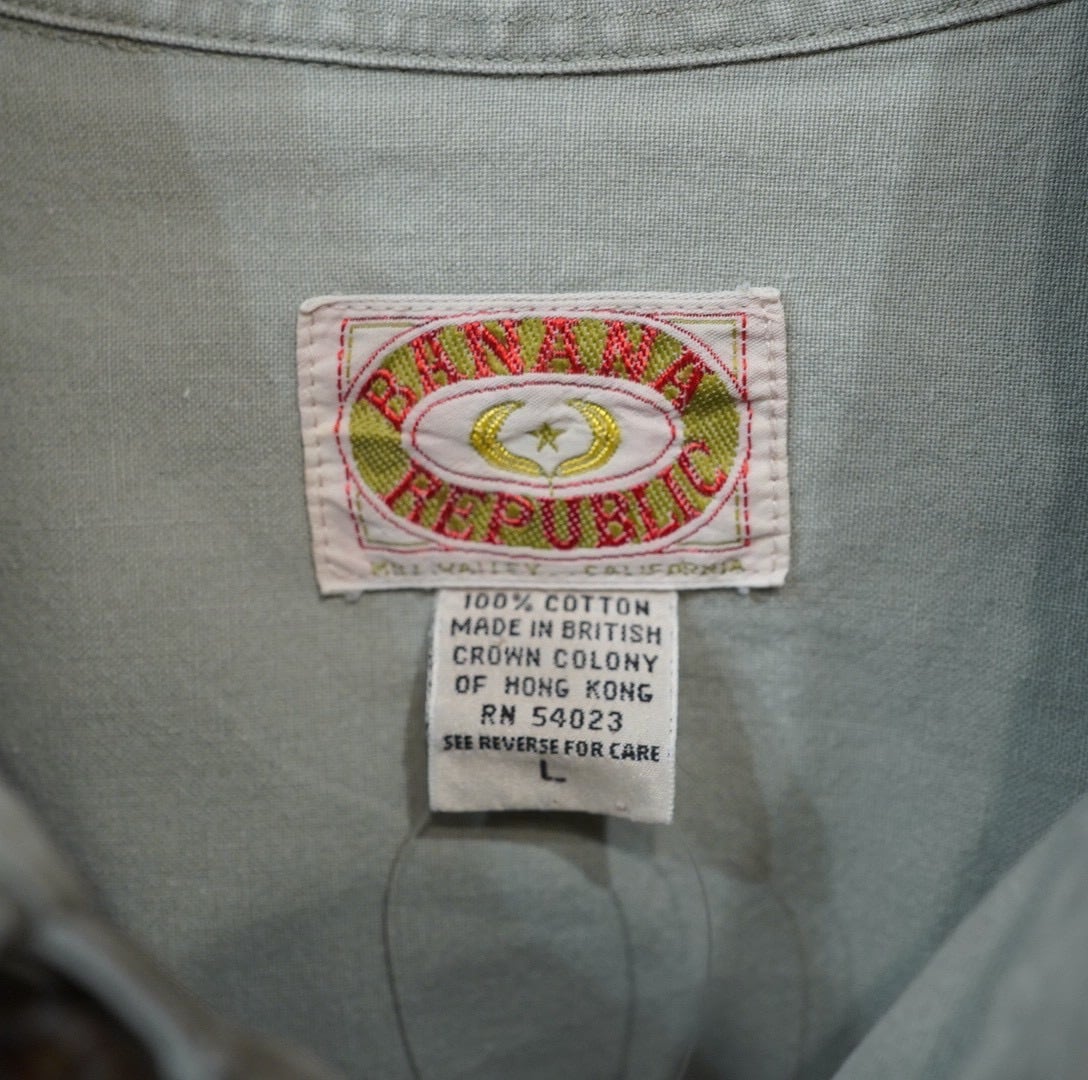 BANANA
REPUBLIC
MILL VALLEY, CALIFORNIA
100% COTTON
MADE IN BRITISH
CROWN COLONY
OF HONG KONG
RN 54023
SEE REVERSE FOR CARE
L